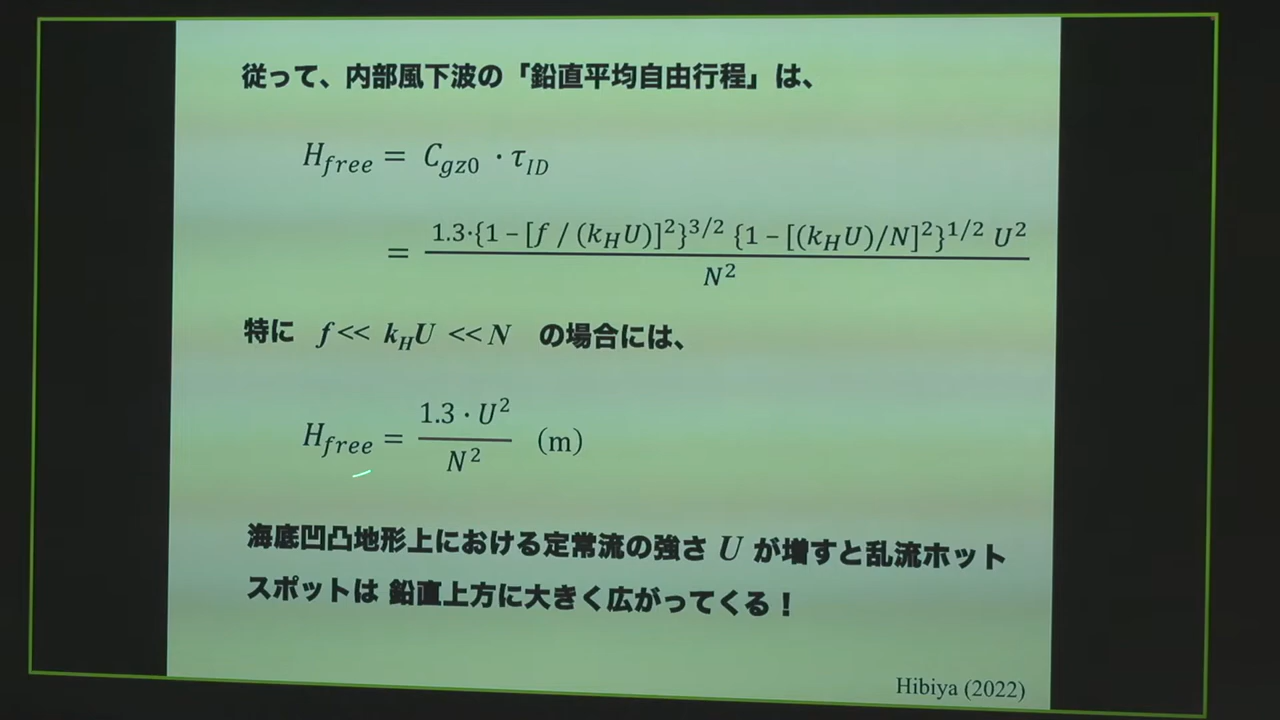 従って、内部風下波の「鉛直平均自由行程」は、
H_free = C_gz0 · τ_ID
= 1.3·{1 − [f / (k_H U)]^2}^3/2 {1 − [(k_H U)/N]^2}^1/2 U^2 / N^2
特に f<< k_H U <<N の場合には、
H_free = 1.3 · U^2 / N^2 (m)
海底凹凸地形上における定常流の強さ U が増すと乱流ホット
スポットは 鉛直上方に大きく広がってくる！
Hibiya (2022)